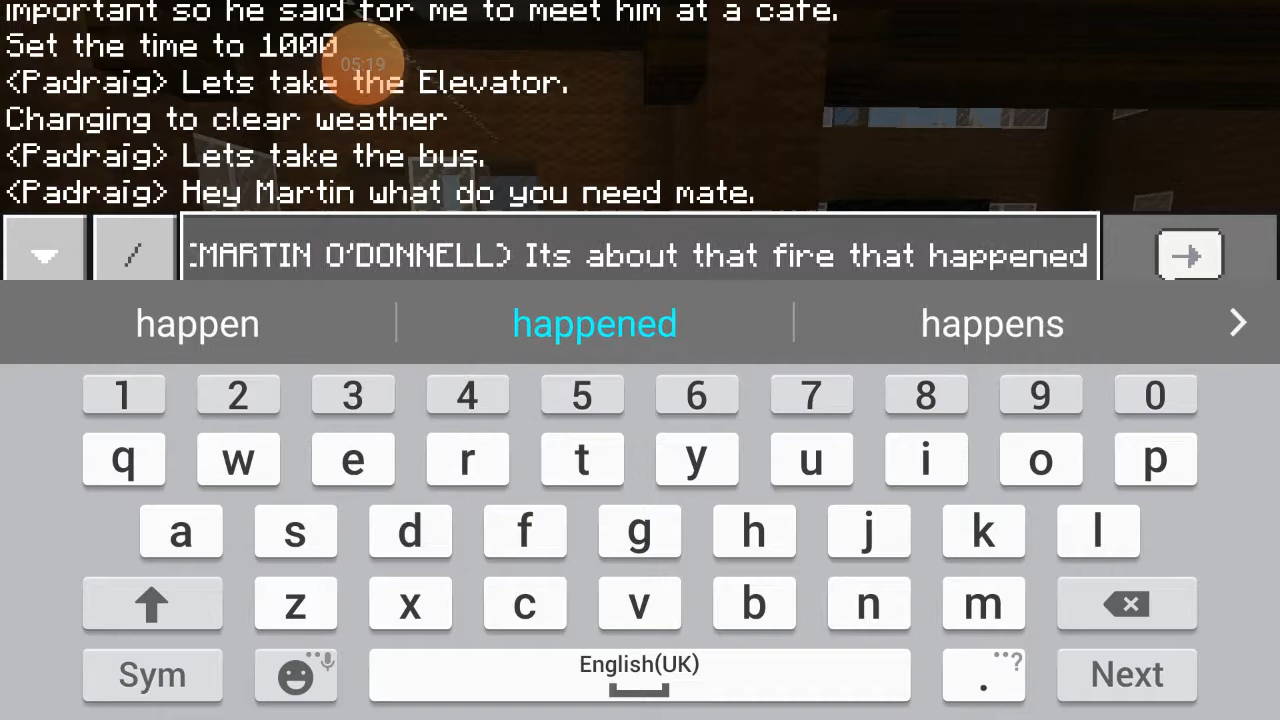 important so he said for me to meet him at a cafe.
Set the time to 1000
05:19
<Padraig> Lets take the Elevator.
Changing to clear weather
<Padraig> Lets take the bus.
<Padraig> Hey Martin what do you need mate.
/ (MARTIN O'DONNELL) Its about that fire that happened
happen happened happens
1 2 3 4 5 6 7 8 9 0
q w e r t y u i o p
a s d f g h j k l
z x c v b n m
Sym English(UK) . ? Next